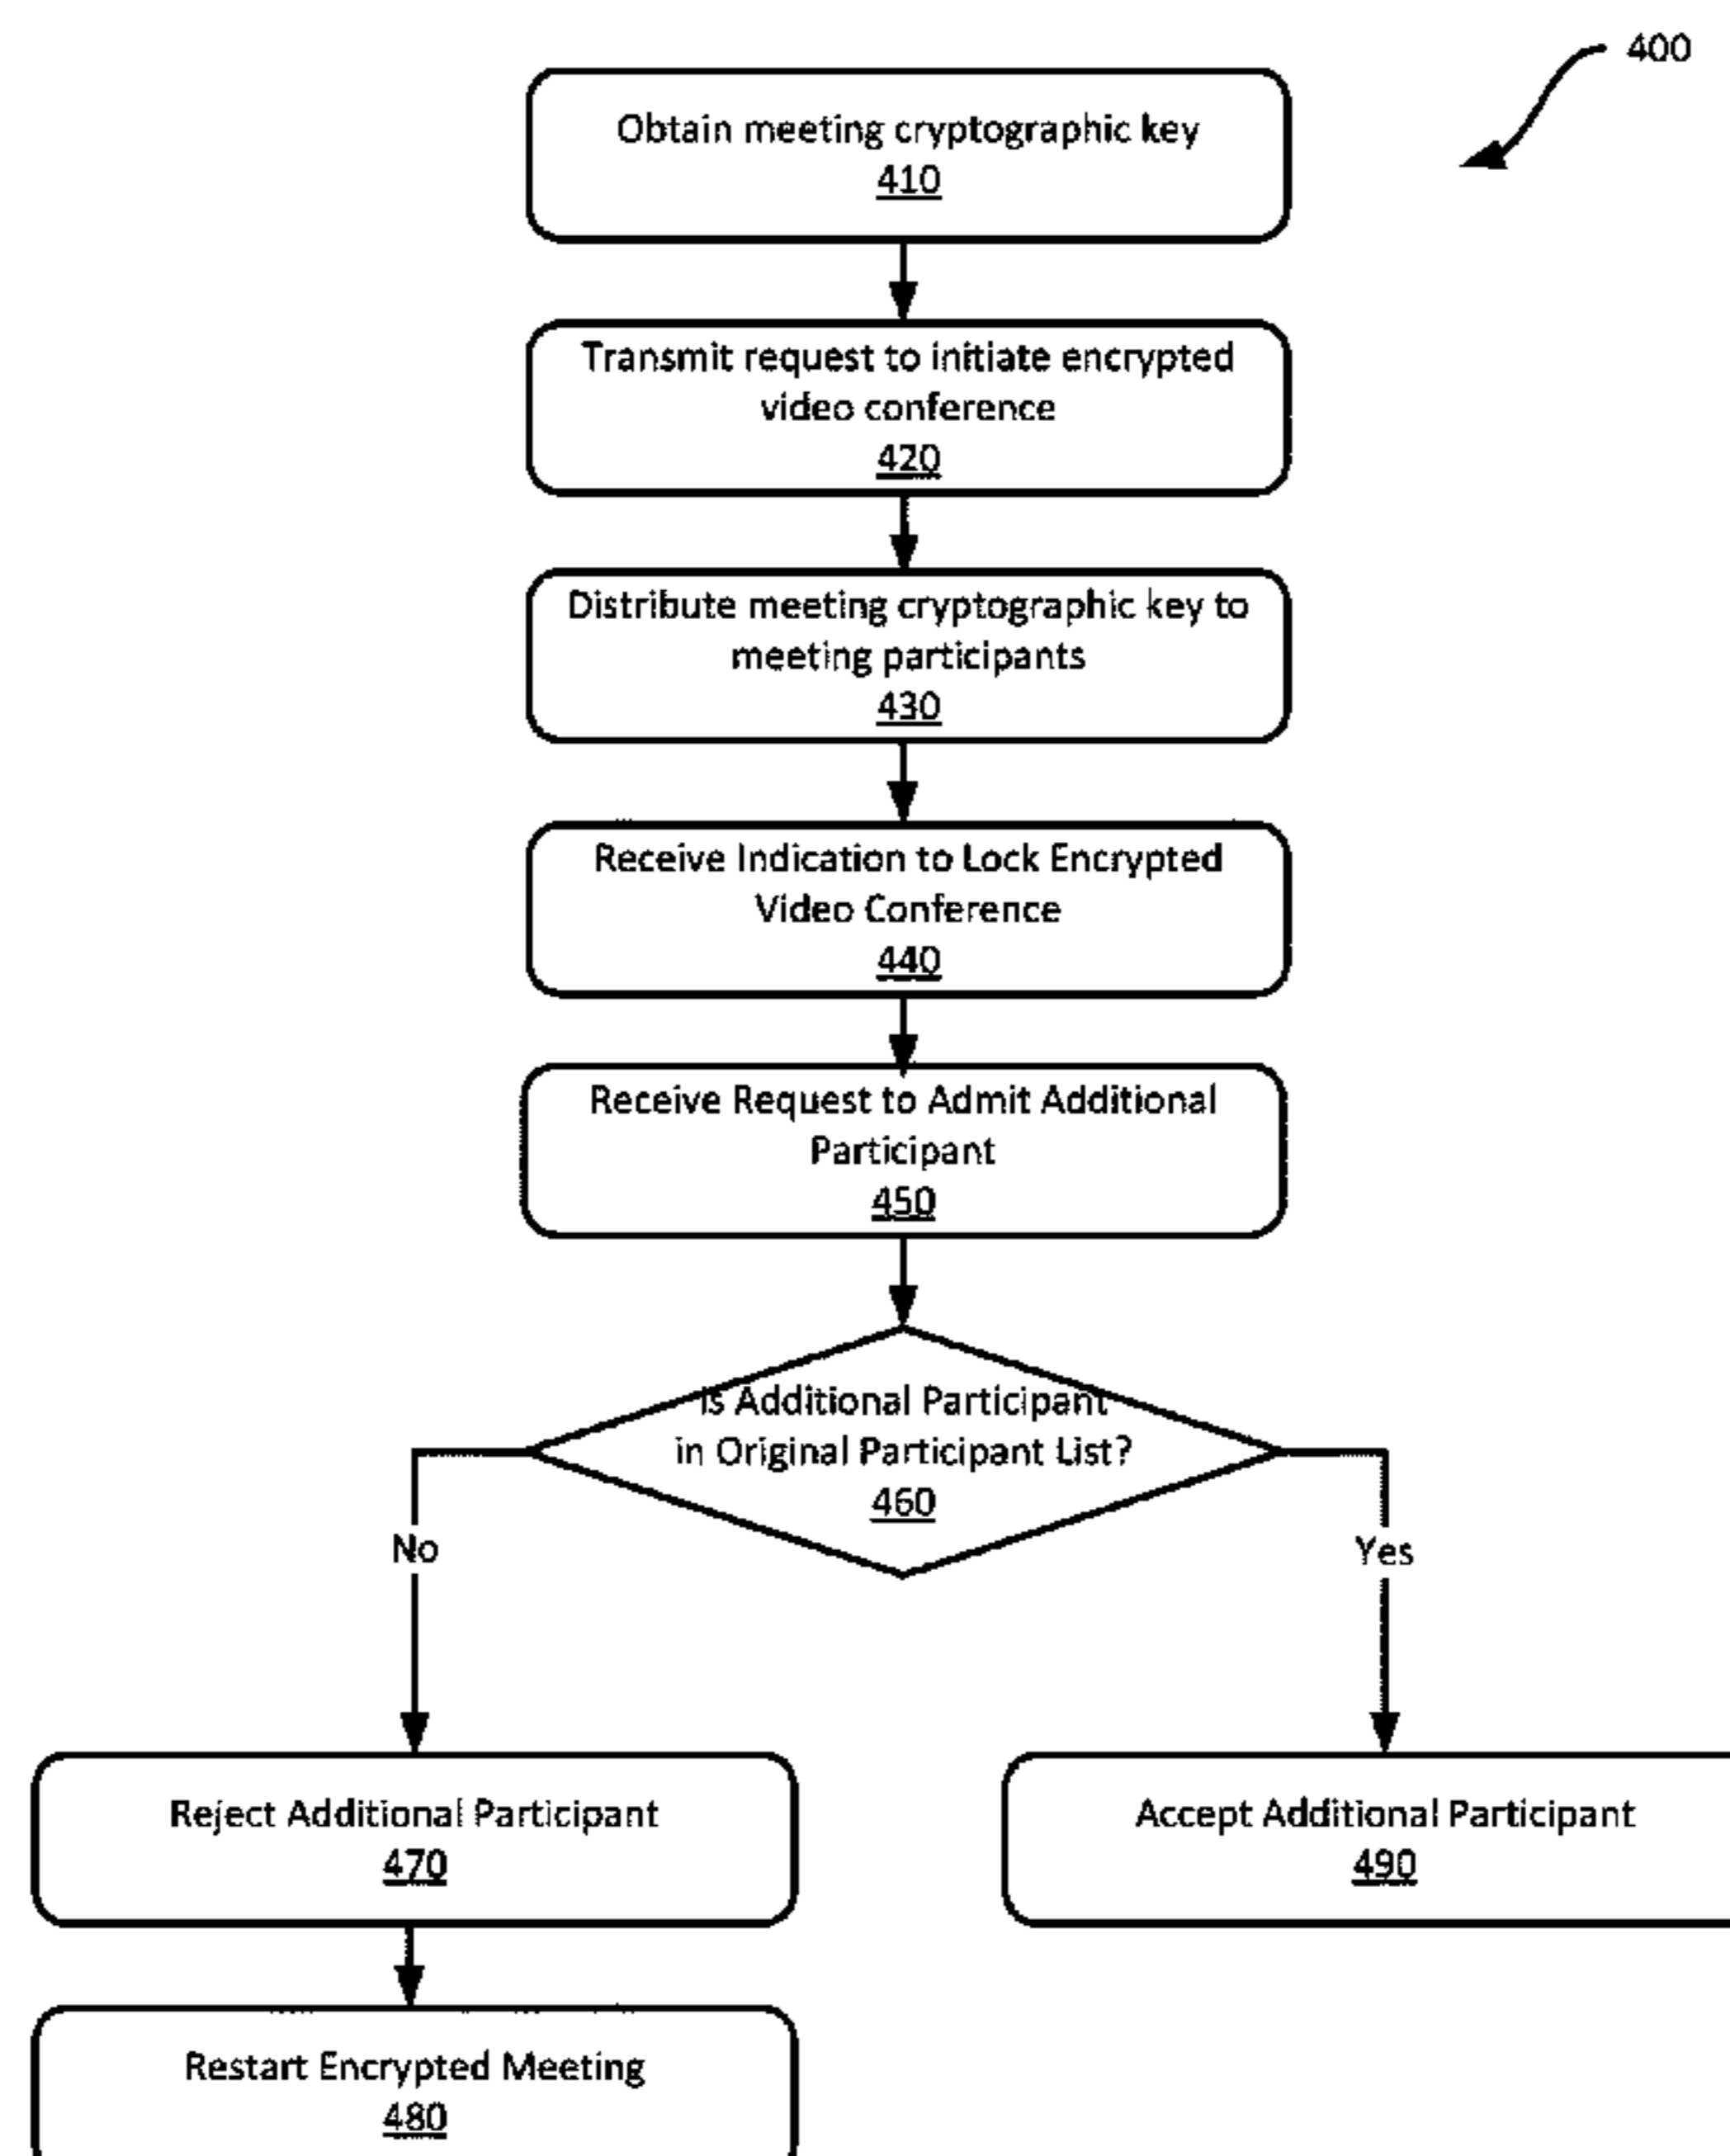 400
Obtain meeting cryptographic key
410
Transmit request to initiate encrypted
video conference
420
Distribute meeting cryptographic key to
meeting participants
430
Receive Indication to Lock Encrypted
Video Conference
440
Receive Request to Admit Additional
Participant
450
Is Additional Participant
in Original Participant List?
460
No
Yes
Reject Additional Participant
470
Accept Additional Participant
490
Restart Encrypted Meeting
480